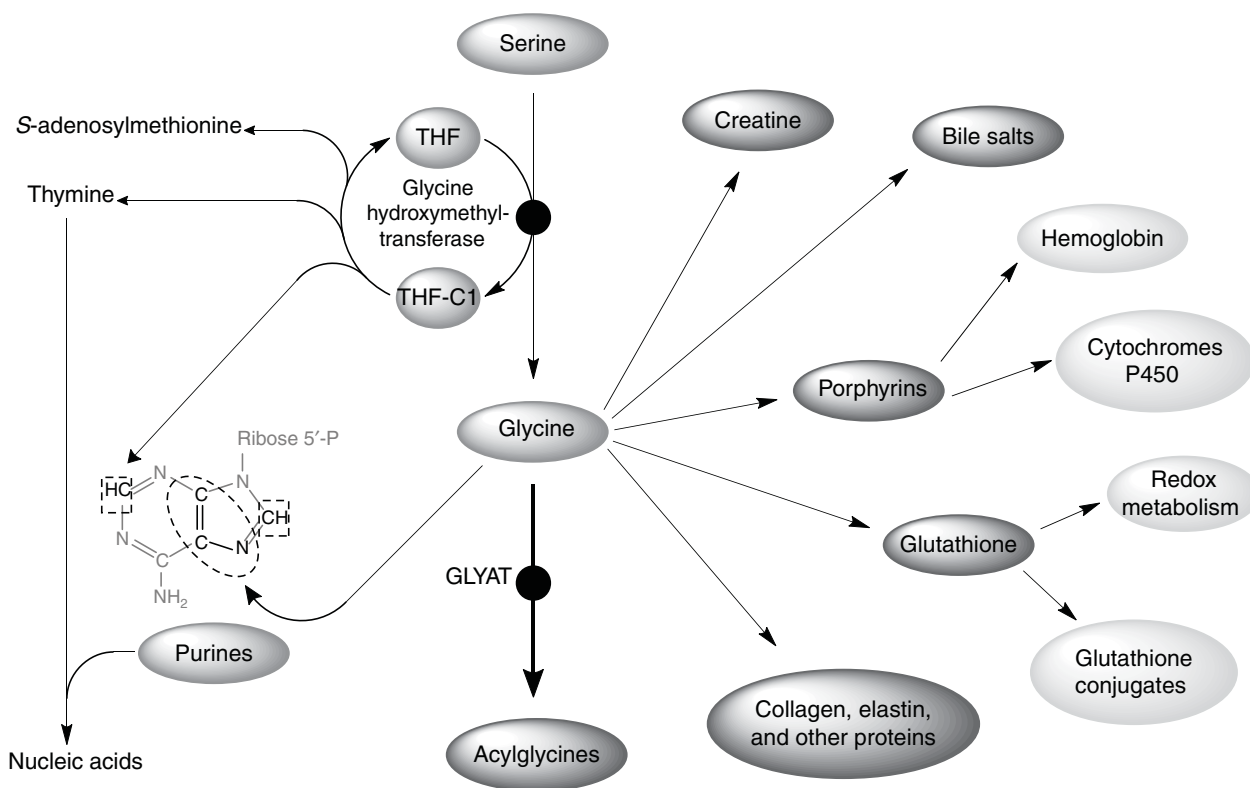 Serine
S-adenosylmethionine
THF
Creatine
Bile salts
Thymine
Glycine
hydroxymethyl-
transferase
Hemoglobin
THF-C1
Cytochromes
P450
Porphyrins
Glycine
Ribose 5′-P
HC
N
C
N
CH
N
C
C
N
NH2
Redox
metabolism
Glutathione
GLYAT
Purines
Glutathione
conjugates
Collagen, elastin,
and other proteins
Acylglycines
Nucleic acids